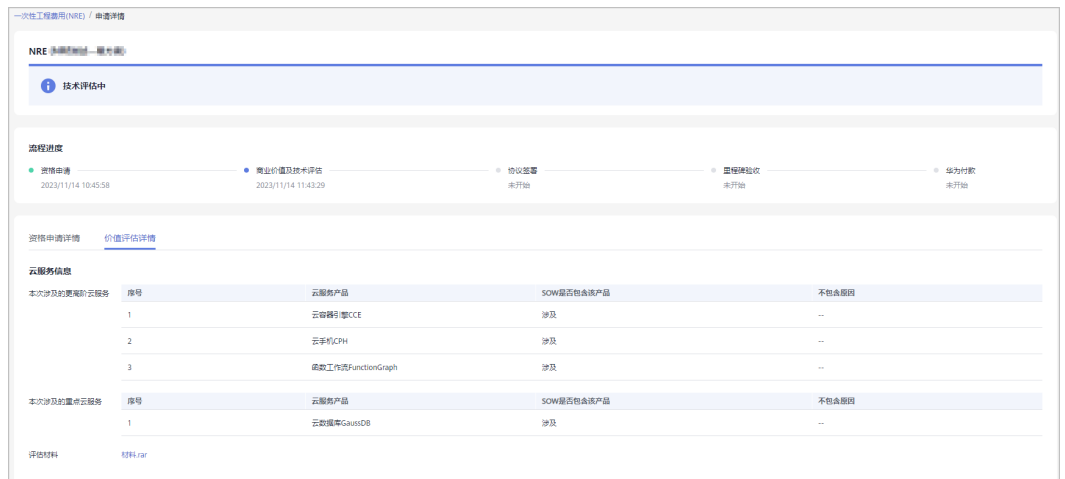 一次性工程费用(NRE) / 申请详情
NRE
技术评估中
流程进度
资格申请 商业价值及技术评估 协议签署 里程碑验收 华为付款
2023/11/14 10:45:58 2023/11/14 11:43:29 未开始 未开始 未开始
资格申请详情 价值评估详情
云服务信息
本次涉及的更高阶云服务 序号 云服务产品 SOW是否包含该产品 不包含原因
1 云容器引擎CCE 涉及 --
2 云手机CPH 涉及 --
3 函数工作流FunctionGraph 涉及 --
本次涉及的重点云服务 序号 云服务产品 SOW是否包含该产品 不包含原因
1 云数据库GaussDB 涉及 --
评估材料 材料.rar